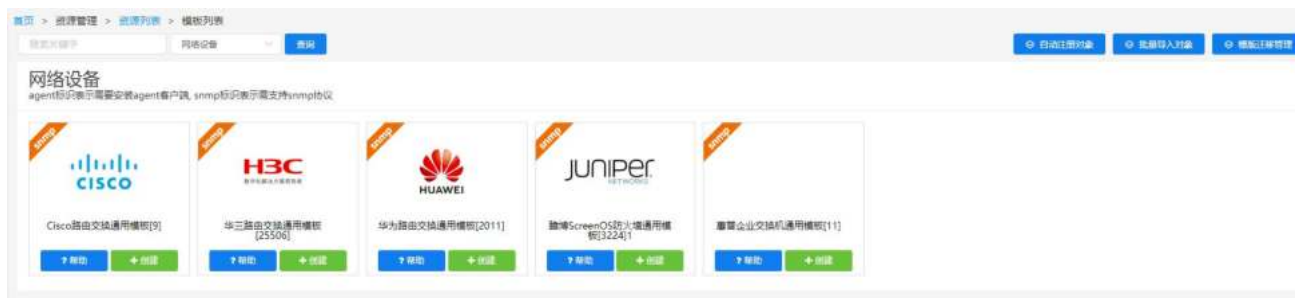 首页 > 资源管理 > 资源列表 > 模板列表
搜索关键字 网络设备 查询 自动注册对象 批量导入对象 模版迁移管理
网络设备
agent标识表示需要安装agent客户端, snmp标识表示需支持snmp协议
snmp snmp snmp snmp snmp
CISCO H3C HUAWEI JUNIPER
NETWORKS
Cisco路由交换通用模板[9] 华三路由交换通用模板 华为路由交换通用模板[2011] 瞻博ScreenOS防火墙通用模 惠普企业交换机通用模板[11]
[25506] 板[3224]1
? 帮助 + 创建 ? 帮助 + 创建 ? 帮助 + 创建 ? 帮助 + 创建 ? 帮助 + 创建